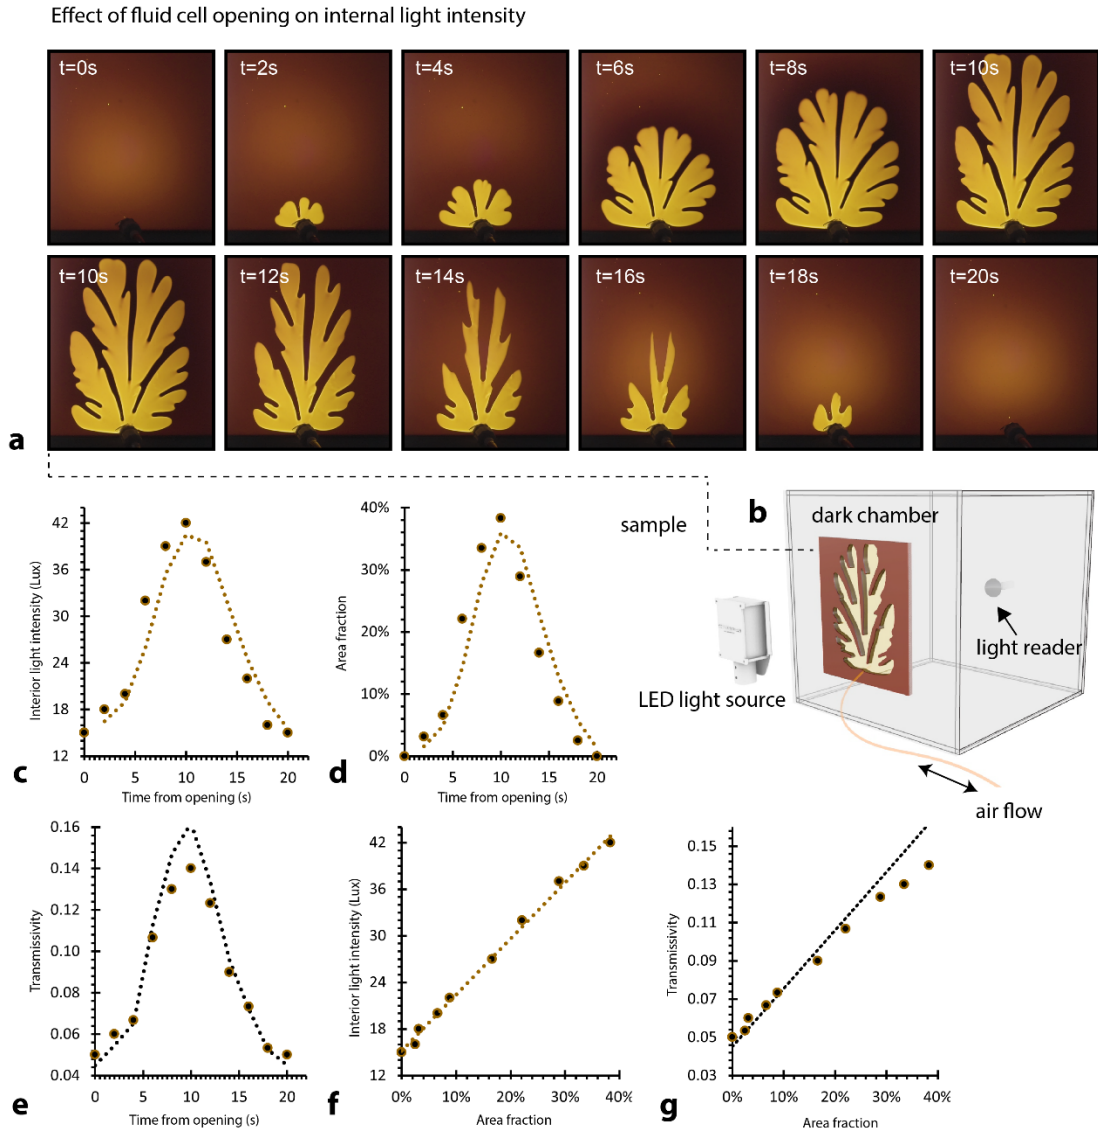 Effect of fluid cell opening on internal light intensity
t=0s
t=2s
t=4s
t=6s
t=8s
t=10s
t=10s
t=12s
t=14s
t=16s
t=18s
t=20s
a
b
sample
dark chamber
light reader
LED light source
air flow
42
36
30
24
18
12
0
5
10
15
20
Interior light intensity (Lux)
Time from opening (s)
c
40%
30%
20%
10%
0%
0
5
10
15
20
Area fraction
Time from opening (s)
d
0.16
0.14
0.12
0.10
0.08
0.06
0.04
0
5
10
15
20
Transmissivity
Time from opening (s)
e
42
36
30
24
18
12
0%
10%
20%
30%
40%
Interior light intensity (Lux)
Area fraction
f
0.15
0.13
0.11
0.09
0.07
0.05
0.03
0%
10%
20%
30%
40%
Transmissivity
Area fraction
g